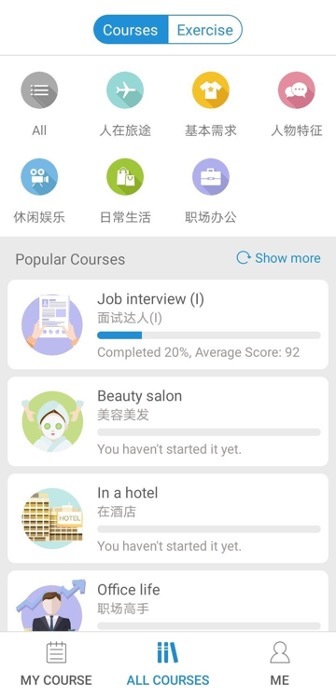 Courses Exercise
All 人在旅途 基本需求 人物特征
休闲娱乐 日常生活 职场办公
Popular Courses Show more
Job interview (I)
面试达人(I)
Completed 20%, Average Score: 92
Beauty salon
美容美发
You haven't started it yet.
In a hotel
在酒店
HOTEL
You haven't started it yet.
Office life
职场高手
MY COURSE ALL COURSES ME